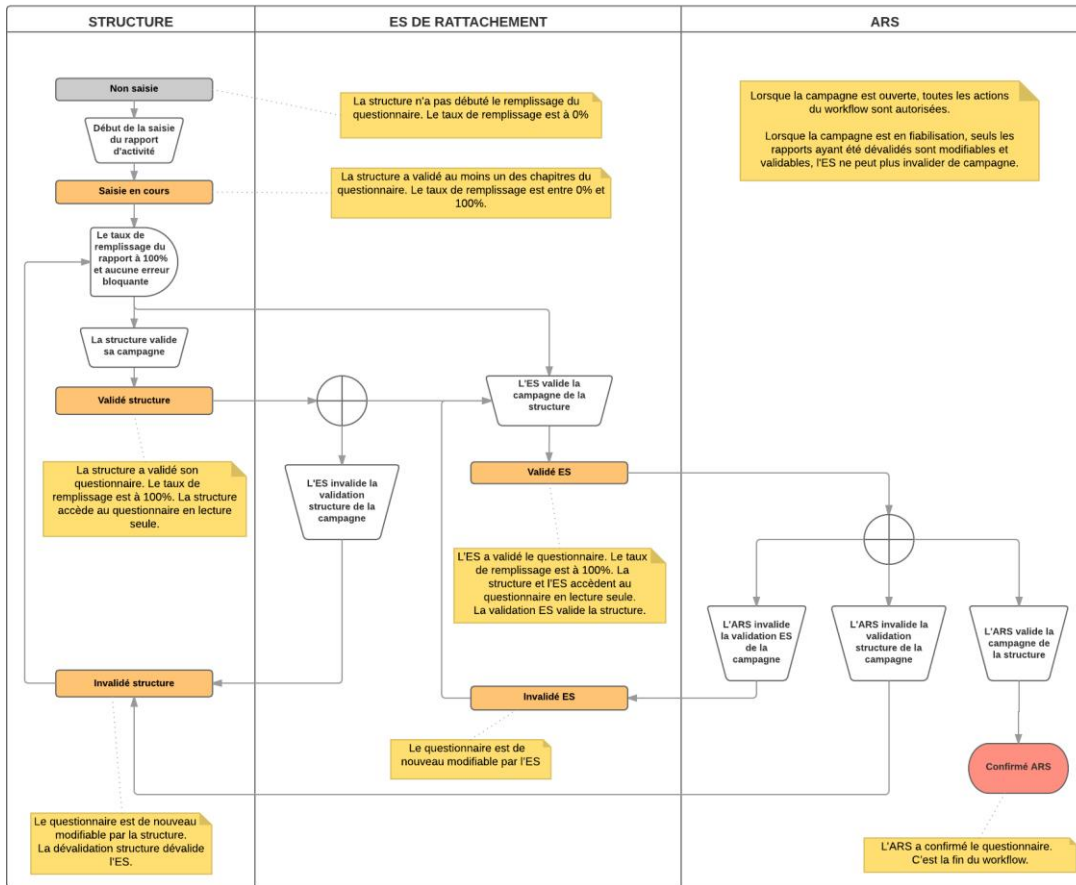 STRUCTURE
ES DE RATTACHEMENT
ARS
Non saisie
La structure n'a pas débuté le remplissage du
questionnaire. Le taux de remplissage est à 0%
Lorsque la campagne est ouverte, toutes les actions
du workflow sont autorisées.
Lorsque la campagne est en fiabilisation, seuls les
rapports ayant été dévalidés sont modifiables et
validables, l'ES ne peut plus invalider de campagne.
Début de la saisie
du rapport
d'activité
La structure a validé au moins un des chapitres du
questionnaire. Le taux de remplissage est entre 0% et
100%.
Saisie en cours
Le taux de
remplissage du
rapport à 100%
et aucune erreur
bloquante
La structure valide
sa campagne
L'ES valide la
campagne de la
structure
Validé structure
La structure a validé son
questionnaire. Le taux de
remplissage est à 100%. La structure
accède au questionnaire en lecture
seule.
L'ES invalide la
validation
structure de la
campagne
Validé ES
L'ES a validé le questionnaire. Le taux
de remplissage est à 100%. La
structure et l'ES accèdent au
questionnaire en lecture seule.
La validation ES valide la structure.
L'ARS invalide
la validation ES
de la
campagne
L'ARS invalide la
validation
structure de la
campagne
L'ARS valide la
campagne de
la structure
Invalidé structure
Invalidé ES
Le questionnaire est de
nouveau modifiable par l'ES
Confirmé ARS
Le questionnaire est de nouveau
modifiable par la structure.
La dévalidation structure dévalide
l'ES.
L'ARS a confirmé le questionnaire.
C'est la fin du workflow.